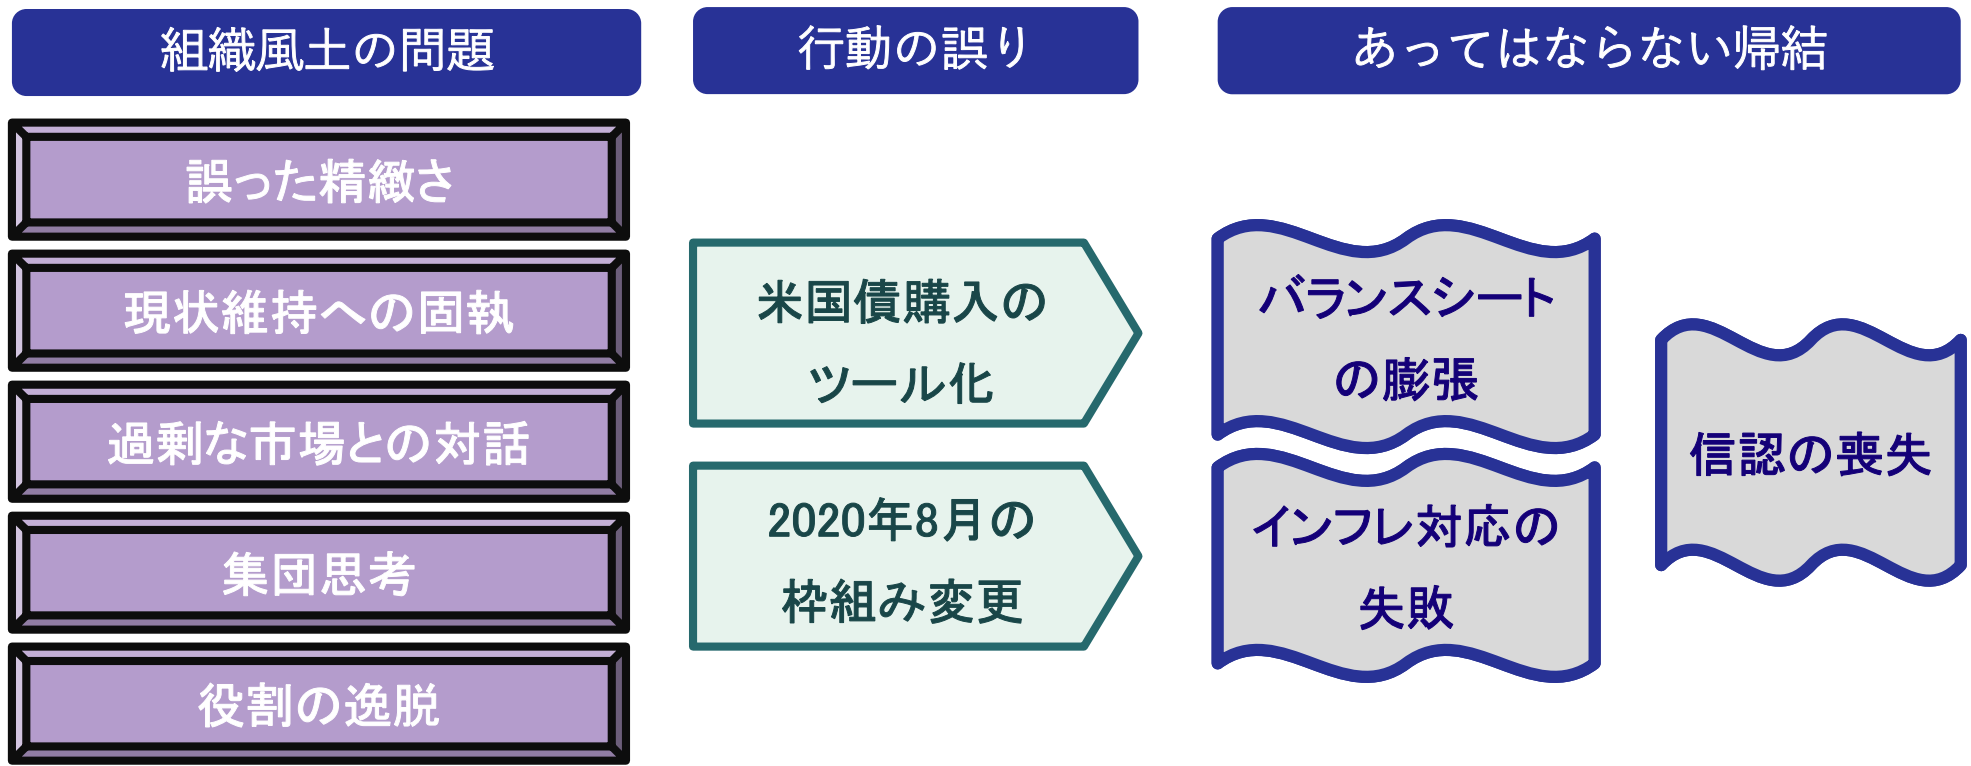 組織風土の問題
誤った精緻さ
現状維持への固執
過剰な市場との対話
集団思考
役割の逸脱
行動の誤り
米国債購入の
ツール化
2020年8月の
枠組み変更
あってはならない帰結
バランスシート
の膨張
インフレ対応の
失敗
信認の喪失